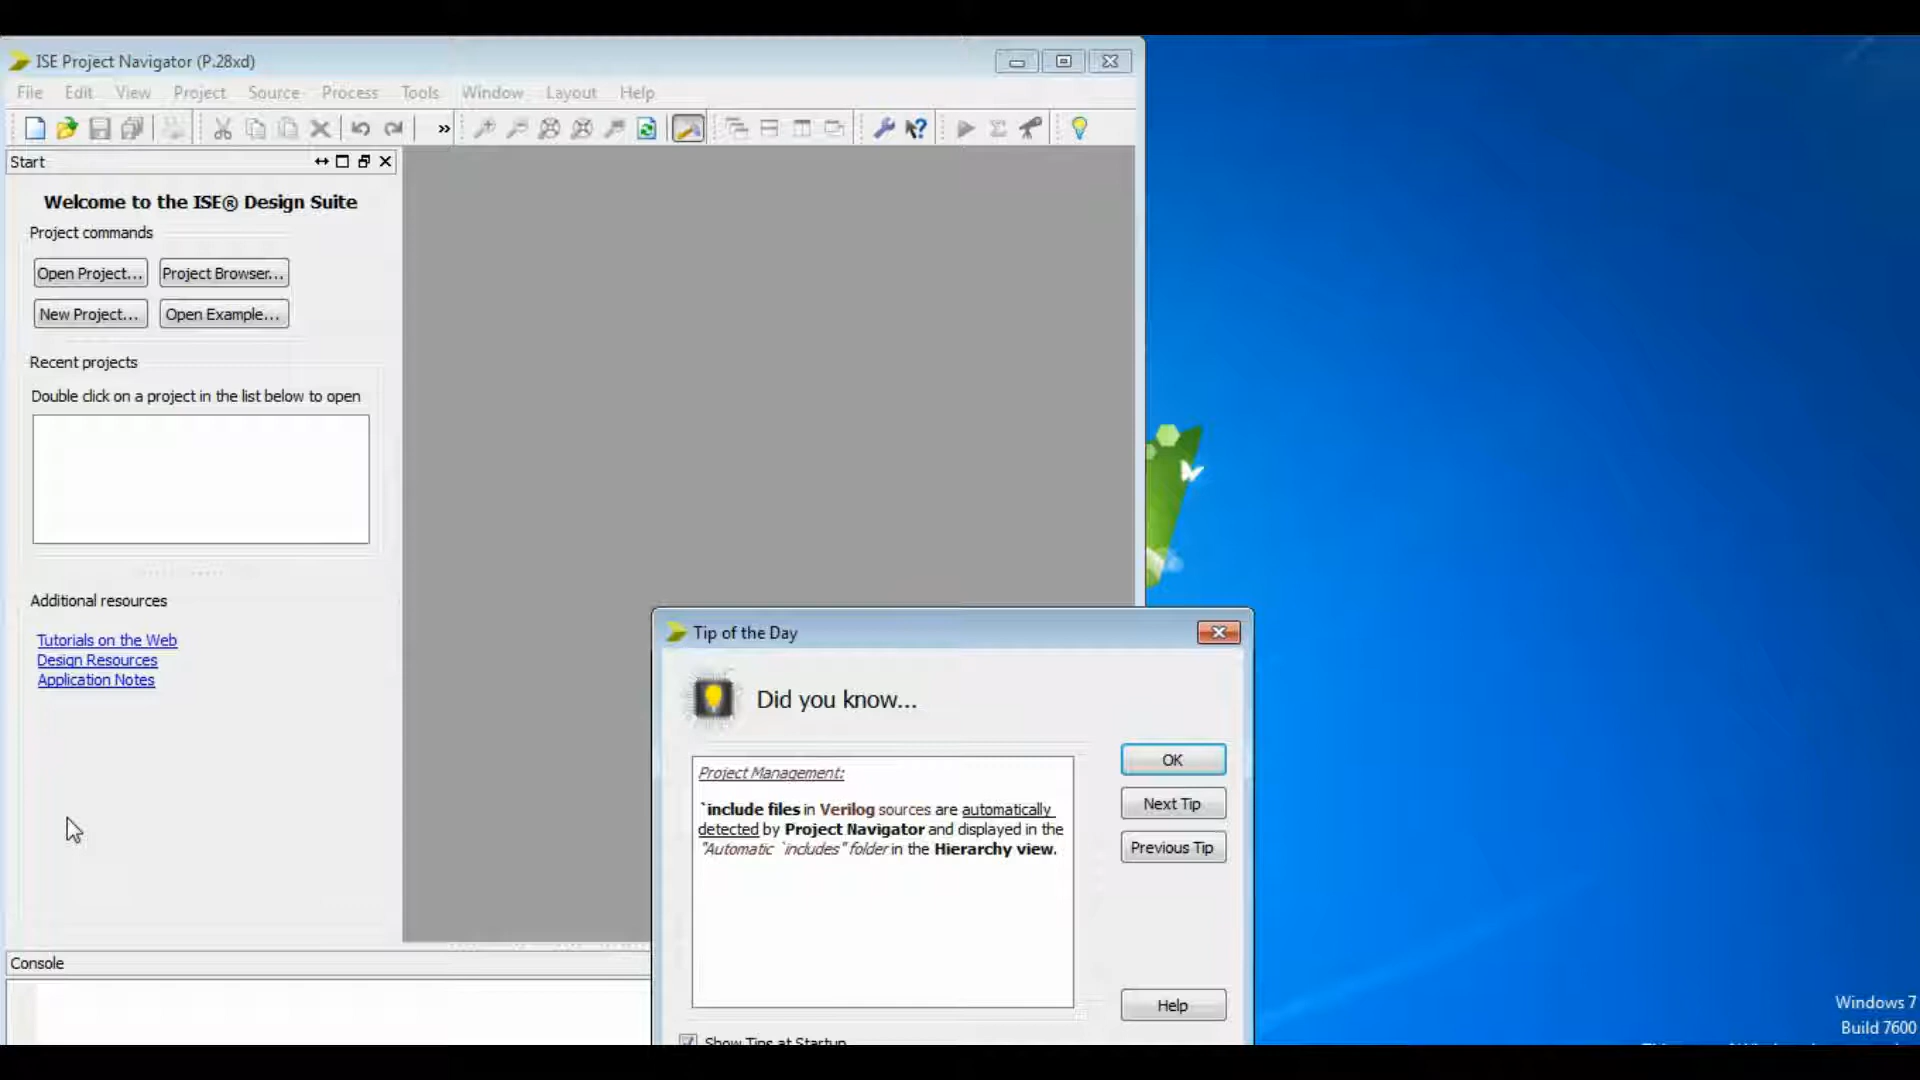 ISE Project Navigator (P.28xd)
File Edit View Project Source Process Tools Window Layout Help
Start
Welcome to the ISE® Design Suite
Project commands
Open Project... Project Browser...
New Project... Open Example...
Recent projects
Double click on a project in the list below to open
Additional resources
Tutorials on the Web
Design Resources
Application Notes
Console
Tip of the Day
Did you know...
Project Management:
`include files in Verilog sources are automatically
detected by Project Navigator and displayed in the
"Automatic `includes" folder in the Hierarchy view.
OK
Next Tip
Previous Tip
Help
Show Tips at Startup
Windows 7
Build 7600